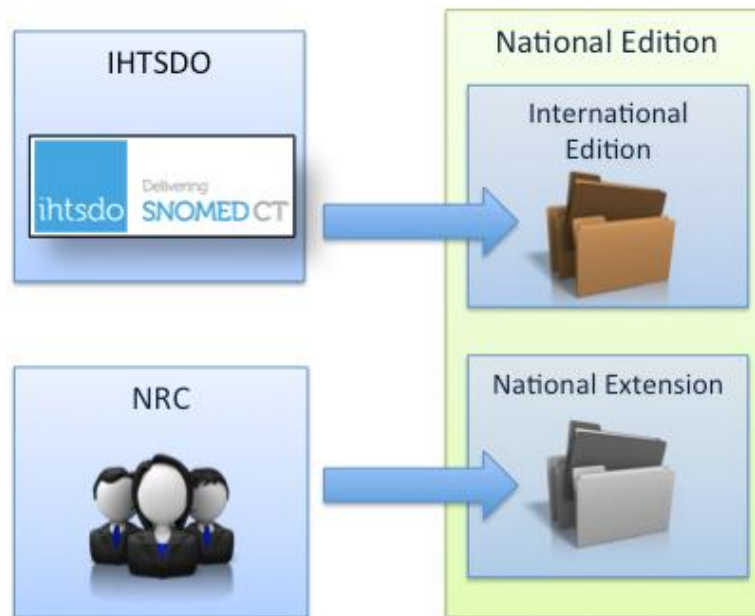 IHTSDO
ihtsdo
Delivering
SNOMED CT
National Edition
International
Edition
NRC
National Extension